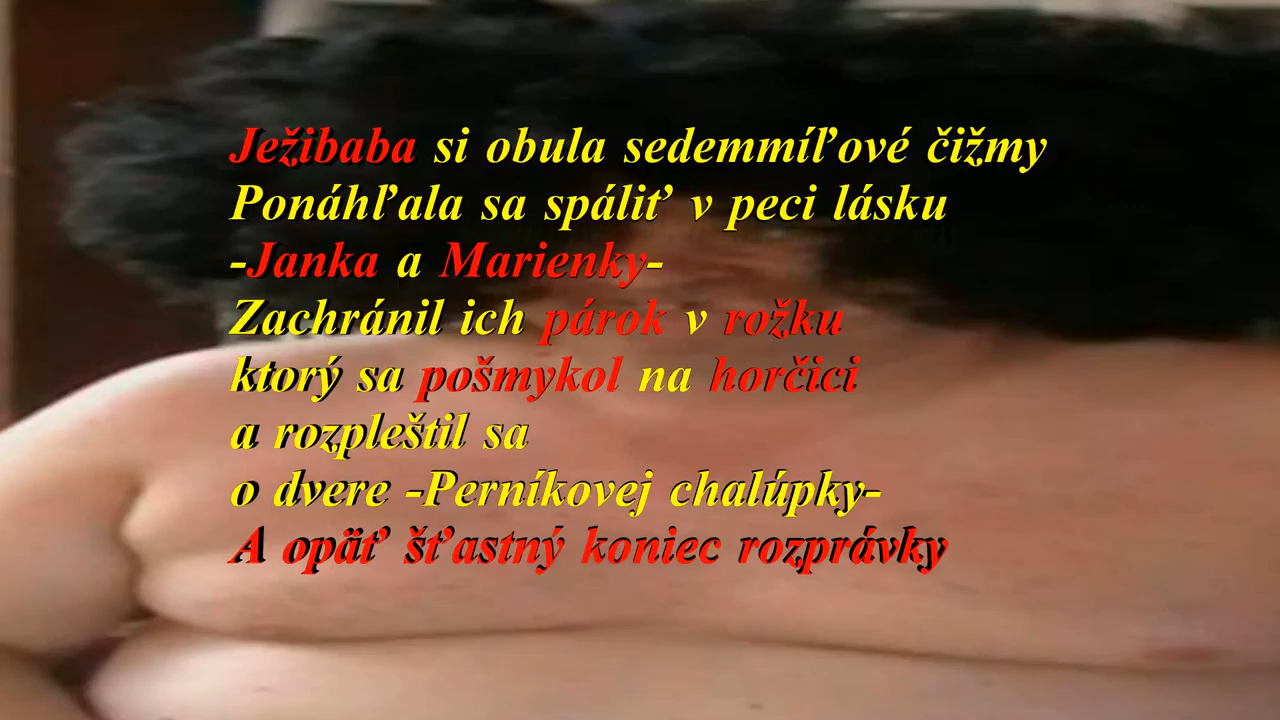 Ježibaba si obula sedemmíľové čižmy
Ponáhľala sa spáliť v peci lásku
-Janka a Marienky-
Zachránil ich párok v rožku
ktorý sa pošmykol na horčici
a rozpleštil sa
o dvere -Perníkovej chalúpky-
A opäť šťastný koniec rozprávky